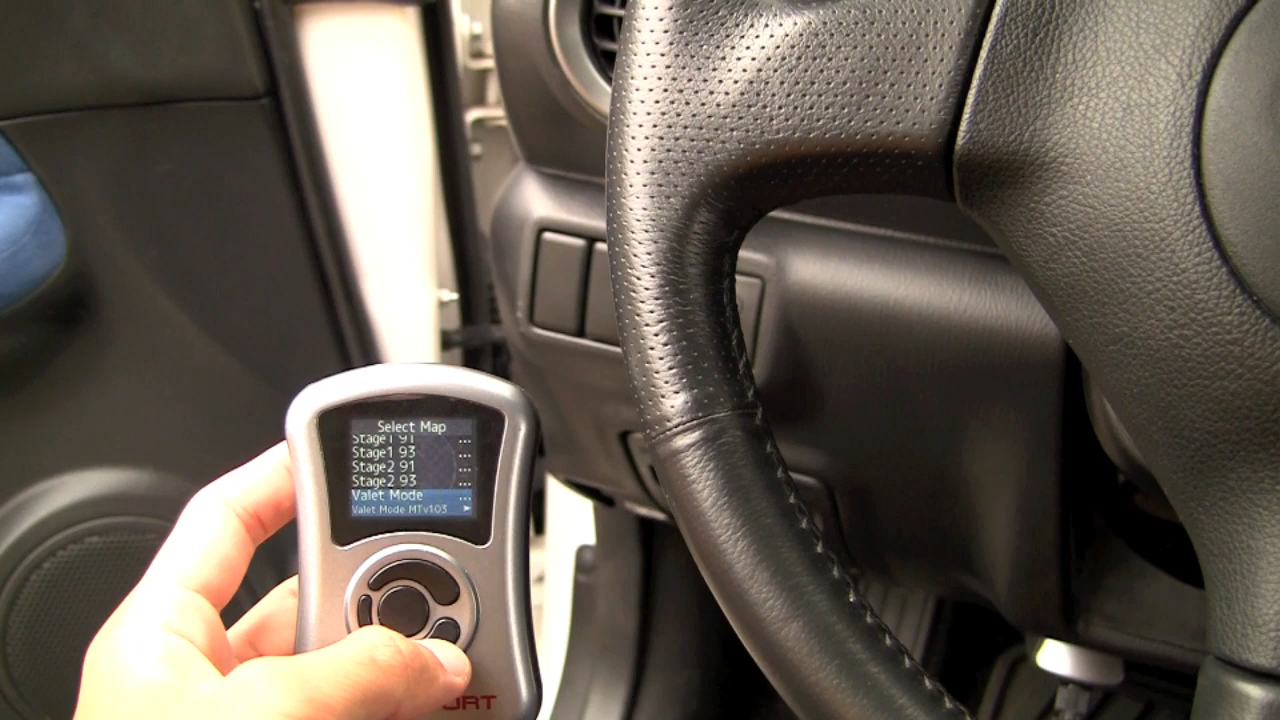 Select Map
Stage1 91 ...
Stage1 93 ...
Stage2 91 ...
Stage2 93 ...
Valet Mode ...
Valet Mode MTv103